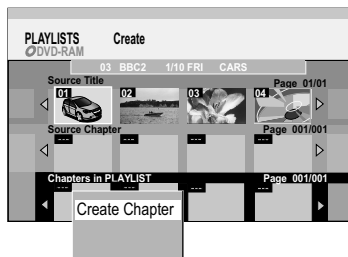 PLAYLISTS Create
DVD-RAM
03 BBC2 1/10 FRI CARS
Source Title Page 01/01
01 02 03 04
Source Chapter Page 001/001
--- --- --- ---
Chapters in PLAYLIST Page 001/001
--- --- --- ---
Create Chapter